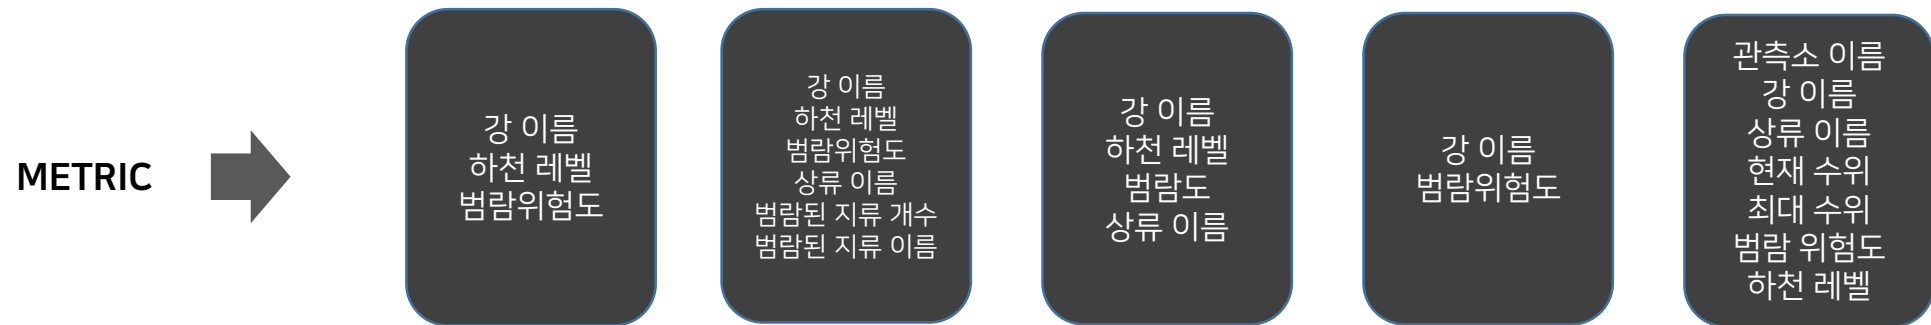 METRIC
강 이름
하천 레벨
범람위험도
강 이름
하천 레벨
범람위험도
상류 이름
범람된 지류 개수
범람된 지류 이름
강 이름
하천 레벨
범람도
상류 이름
강 이름
범람위험도
관측소 이름
강 이름
상류 이름
현재 수위
최대 수위
범람 위험도
하천 레벨